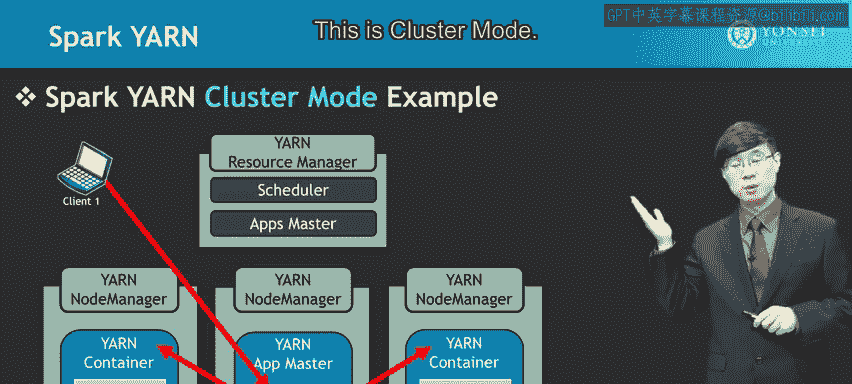 Spark YARN
This is Cluster Mode.
GPT中英字幕课程资源@bilibili.com
YONSEI
UNIVERSITY
❖ Spark YARN Cluster Mode Example
Client 1
YARN
Resource Manager
Scheduler
Apps Master
YARN
NodeManager
YARN
NodeManager
YARN
NodeManager
YARN
Container
YARN
App Master
YARN
Container